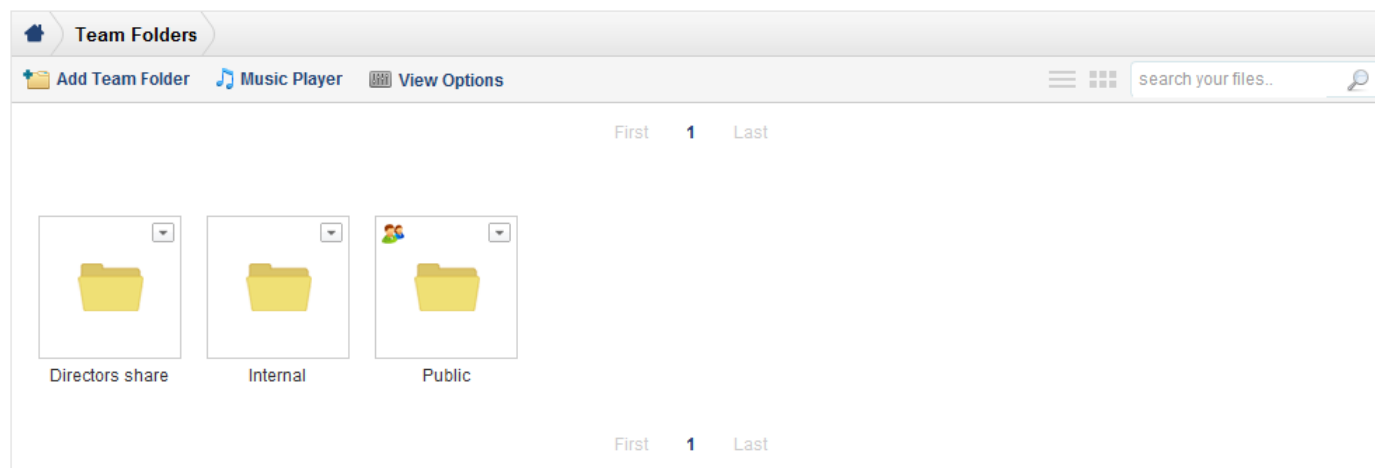 Team Folders
Add Team Folder Music Player View Options search your files..
First 1 Last
Directors share Internal Public
First 1 Last